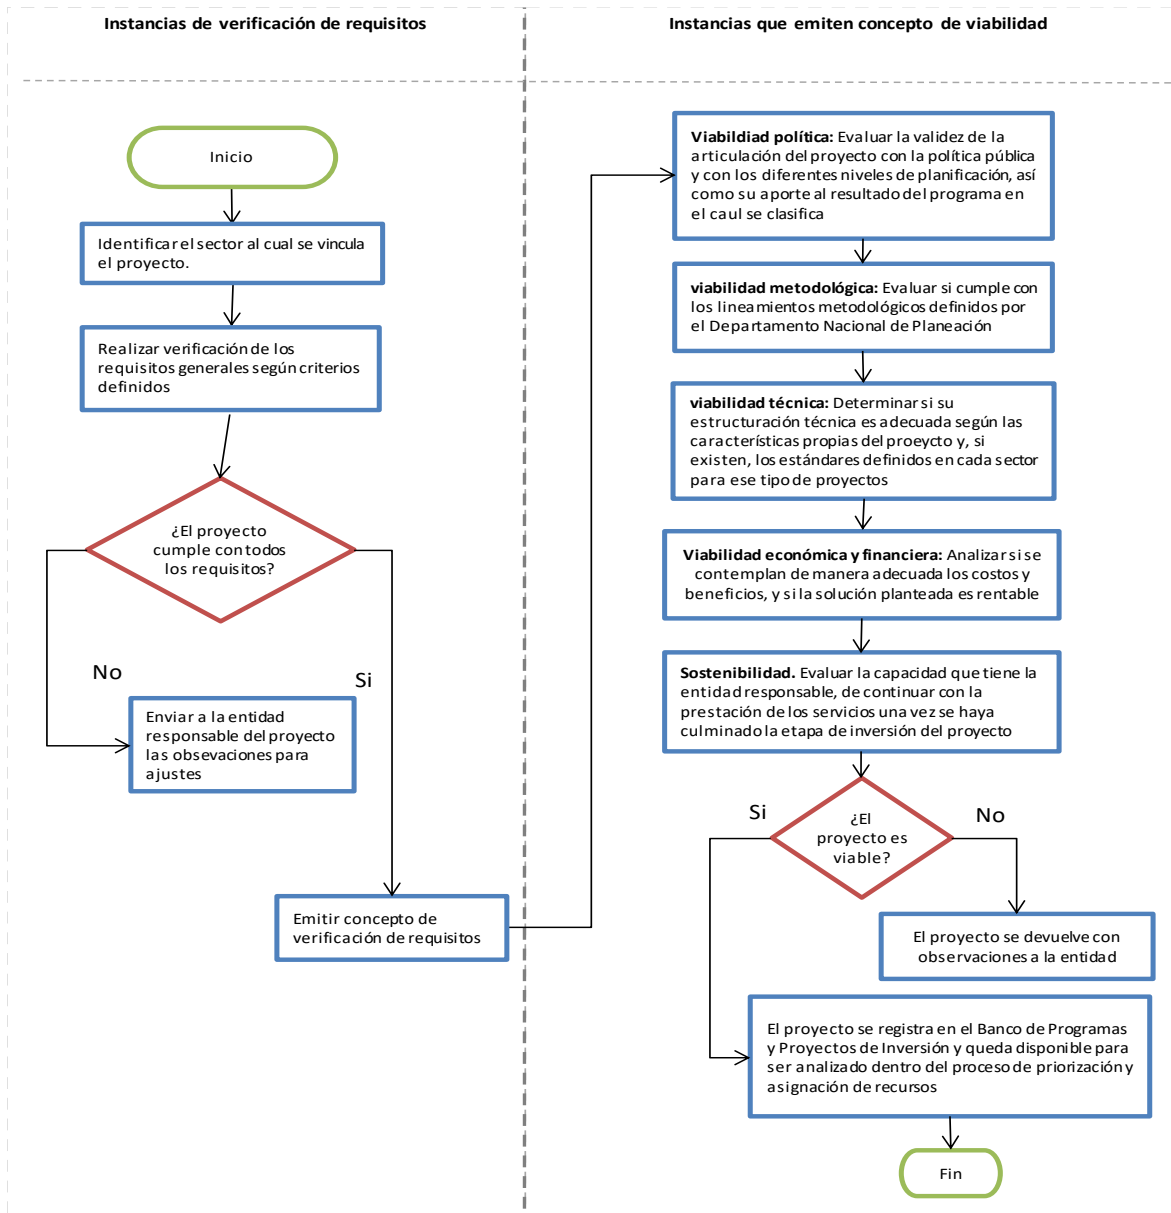 Instancias de verificación de requisitos
Instancias que emiten concepto de viabilidad
Inicio
Identificar el sector al cual se vincula
el proyecto.
Realizar verificación de los
requisitos generales según criterios
definidos
¿El proyecto
cumple con todos
los requisitos?
No
Si
Enviar a la entidad
responsable del proyecto
las obsevaciones para
ajustes
Emitir concepto de
verificación de requisitos
Viabildiad política: Evaluar la validez de la
articulación del proyecto con la política pública
y con los diferentes niveles de planificación, así
como su aporte al resultado del programa en
el caul se clasifica
viabilidad metodológica: Evaluar si cumple con
los lineamientos metodológicos definidos por
el Departamento Nacional de Planeación
viabilidad técnica: Determinar si su
estructuración técnica es adecuada según las
características propias del proeycto y, si
existen, los estándares definidos en cada sector
para ese tipo de proyectos
Viabilidad económica y financiera: Analizar si se
contemplan de manera adecuada los costos y
beneficios, y si la solución planteada es rentable
Sostenibilidad. Evaluar la capacidad que tiene la
entidad responsable, de continuar con la
prestación de los servicios una vez se haya
culminado la etapa de inversión del proyecto
Si
¿El
proyecto es
viable?
No
El proyecto se devuelve con
observaciones a la entidad
El proyecto se registra en el Banco de Programas
y Proyectos de Inversión y queda disponible para
ser analizado dentro del proceso de priorización y
asignación de recursos
Fin